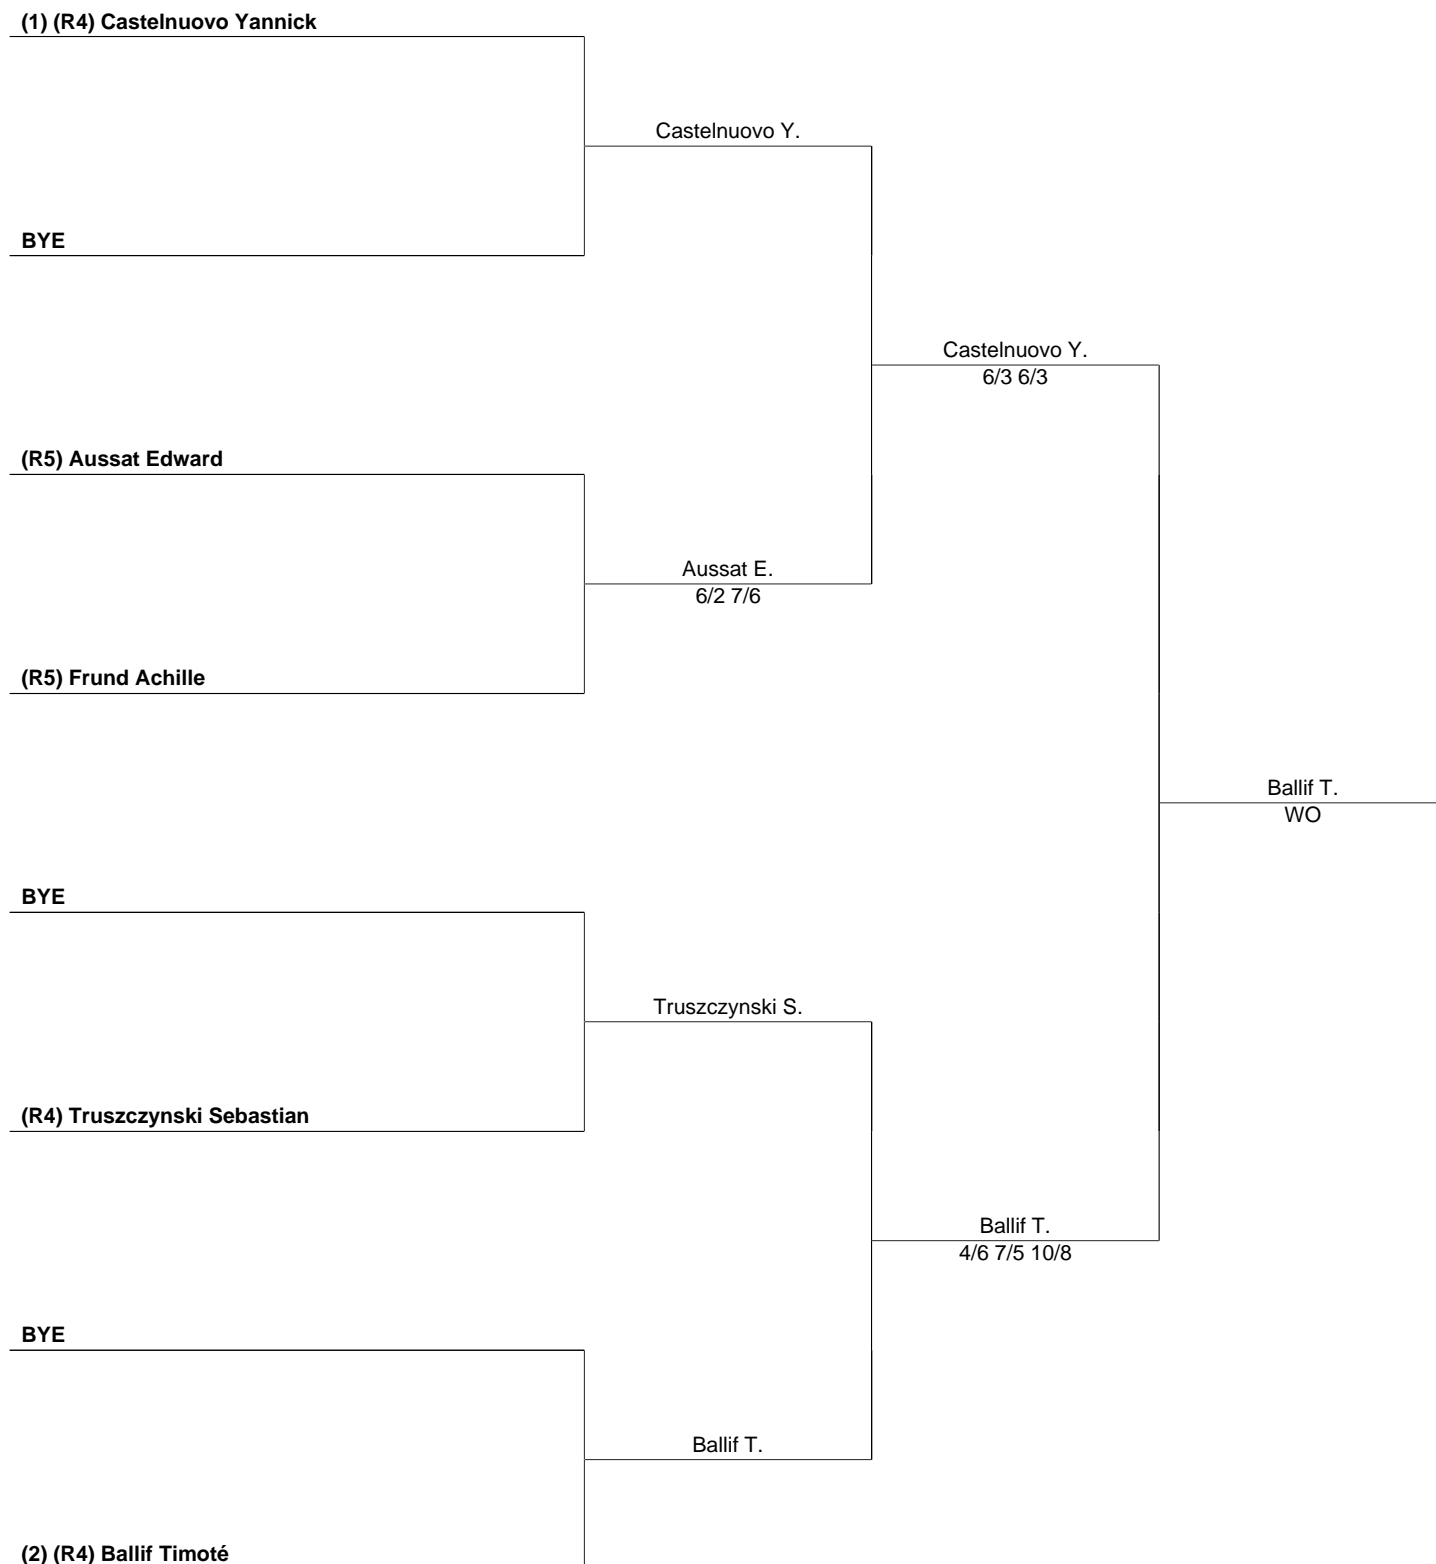 (1) (R4) Castelnuovo Yannick
Castelnuovo Y.
BYE
Castelnuovo Y.
6/3 6/3
(R5) Aussat Edward
Aussat E.
6/2 7/6
(R5) Frund Achille
Ballif T.
WO
BYE
Truszczynski S.
(R4) Truszczynski Sebastian
Ballif T.
4/6 7/5 10/8
BYE
Ballif T.
(2) (R4) Ballif Timoté